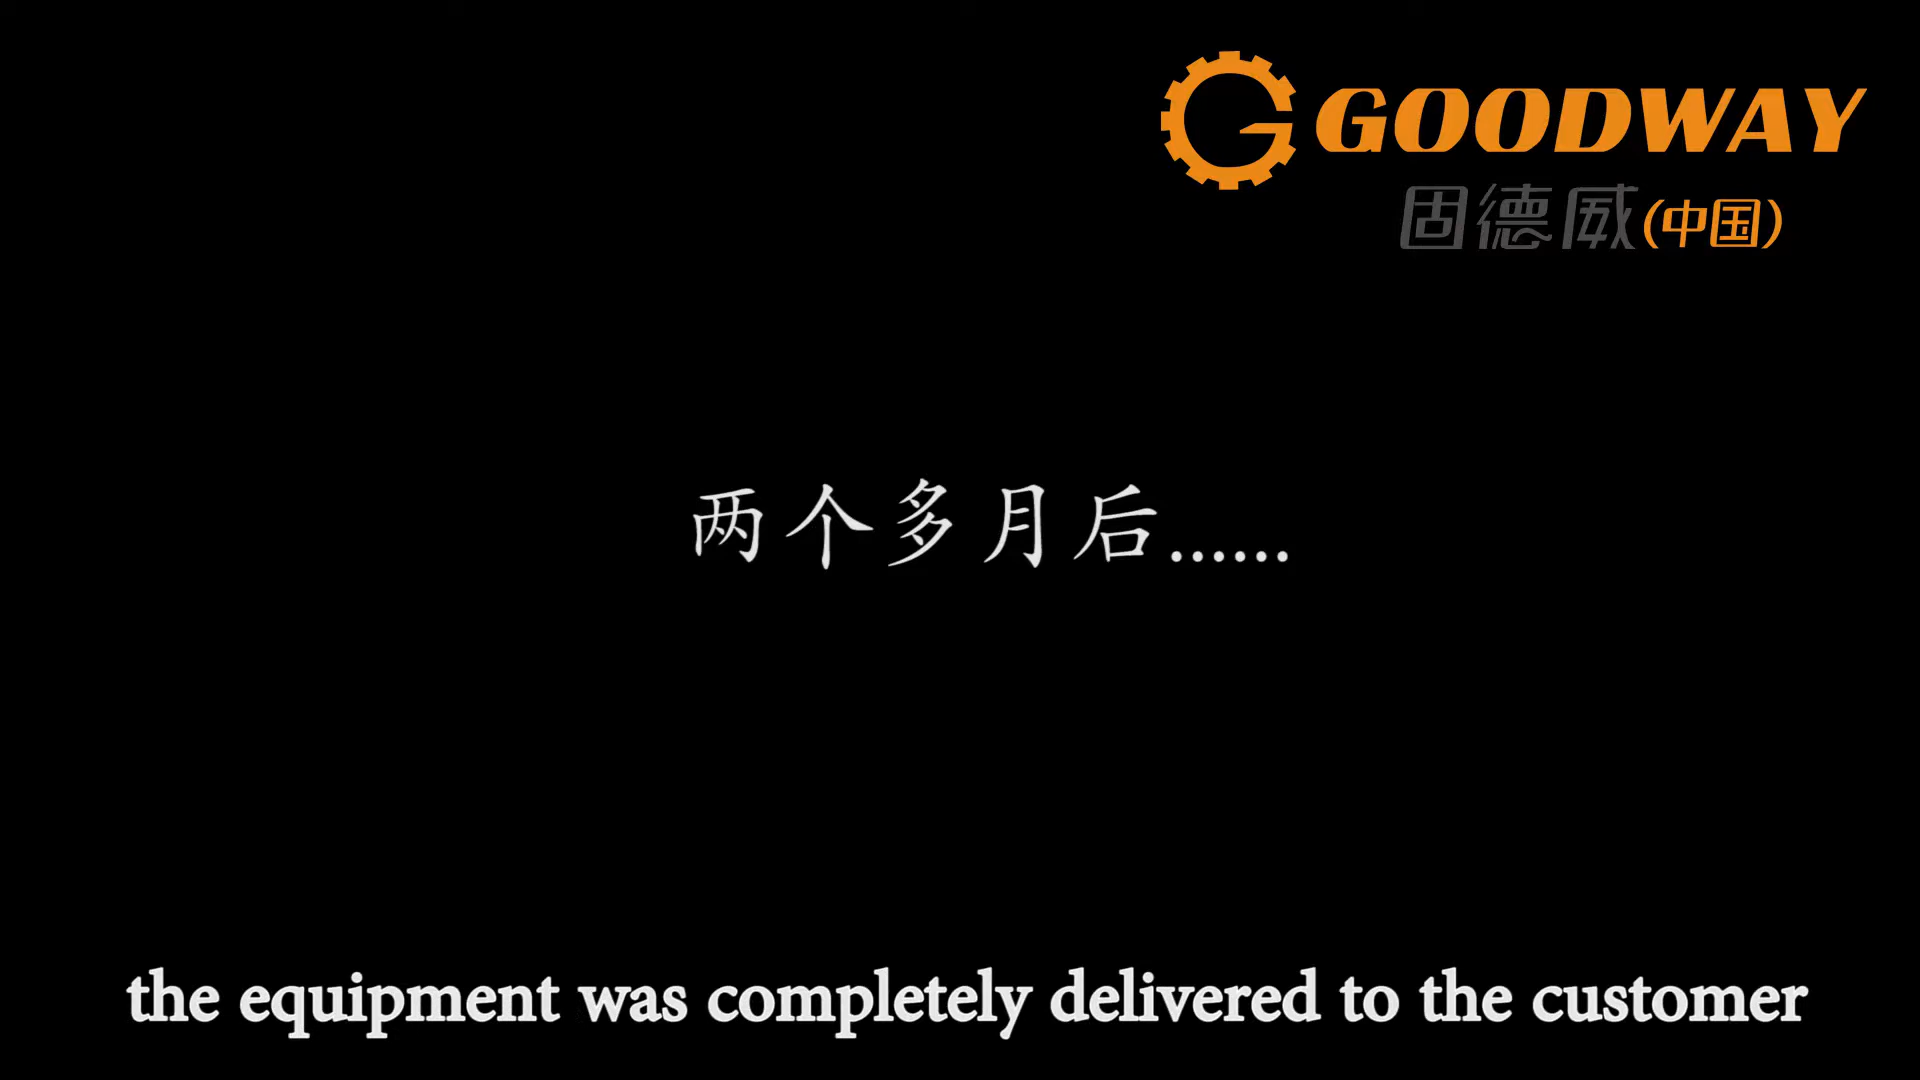 GOODWAY
固德威(中国)
两个多月后......
the equipment was completely delivered to the customer